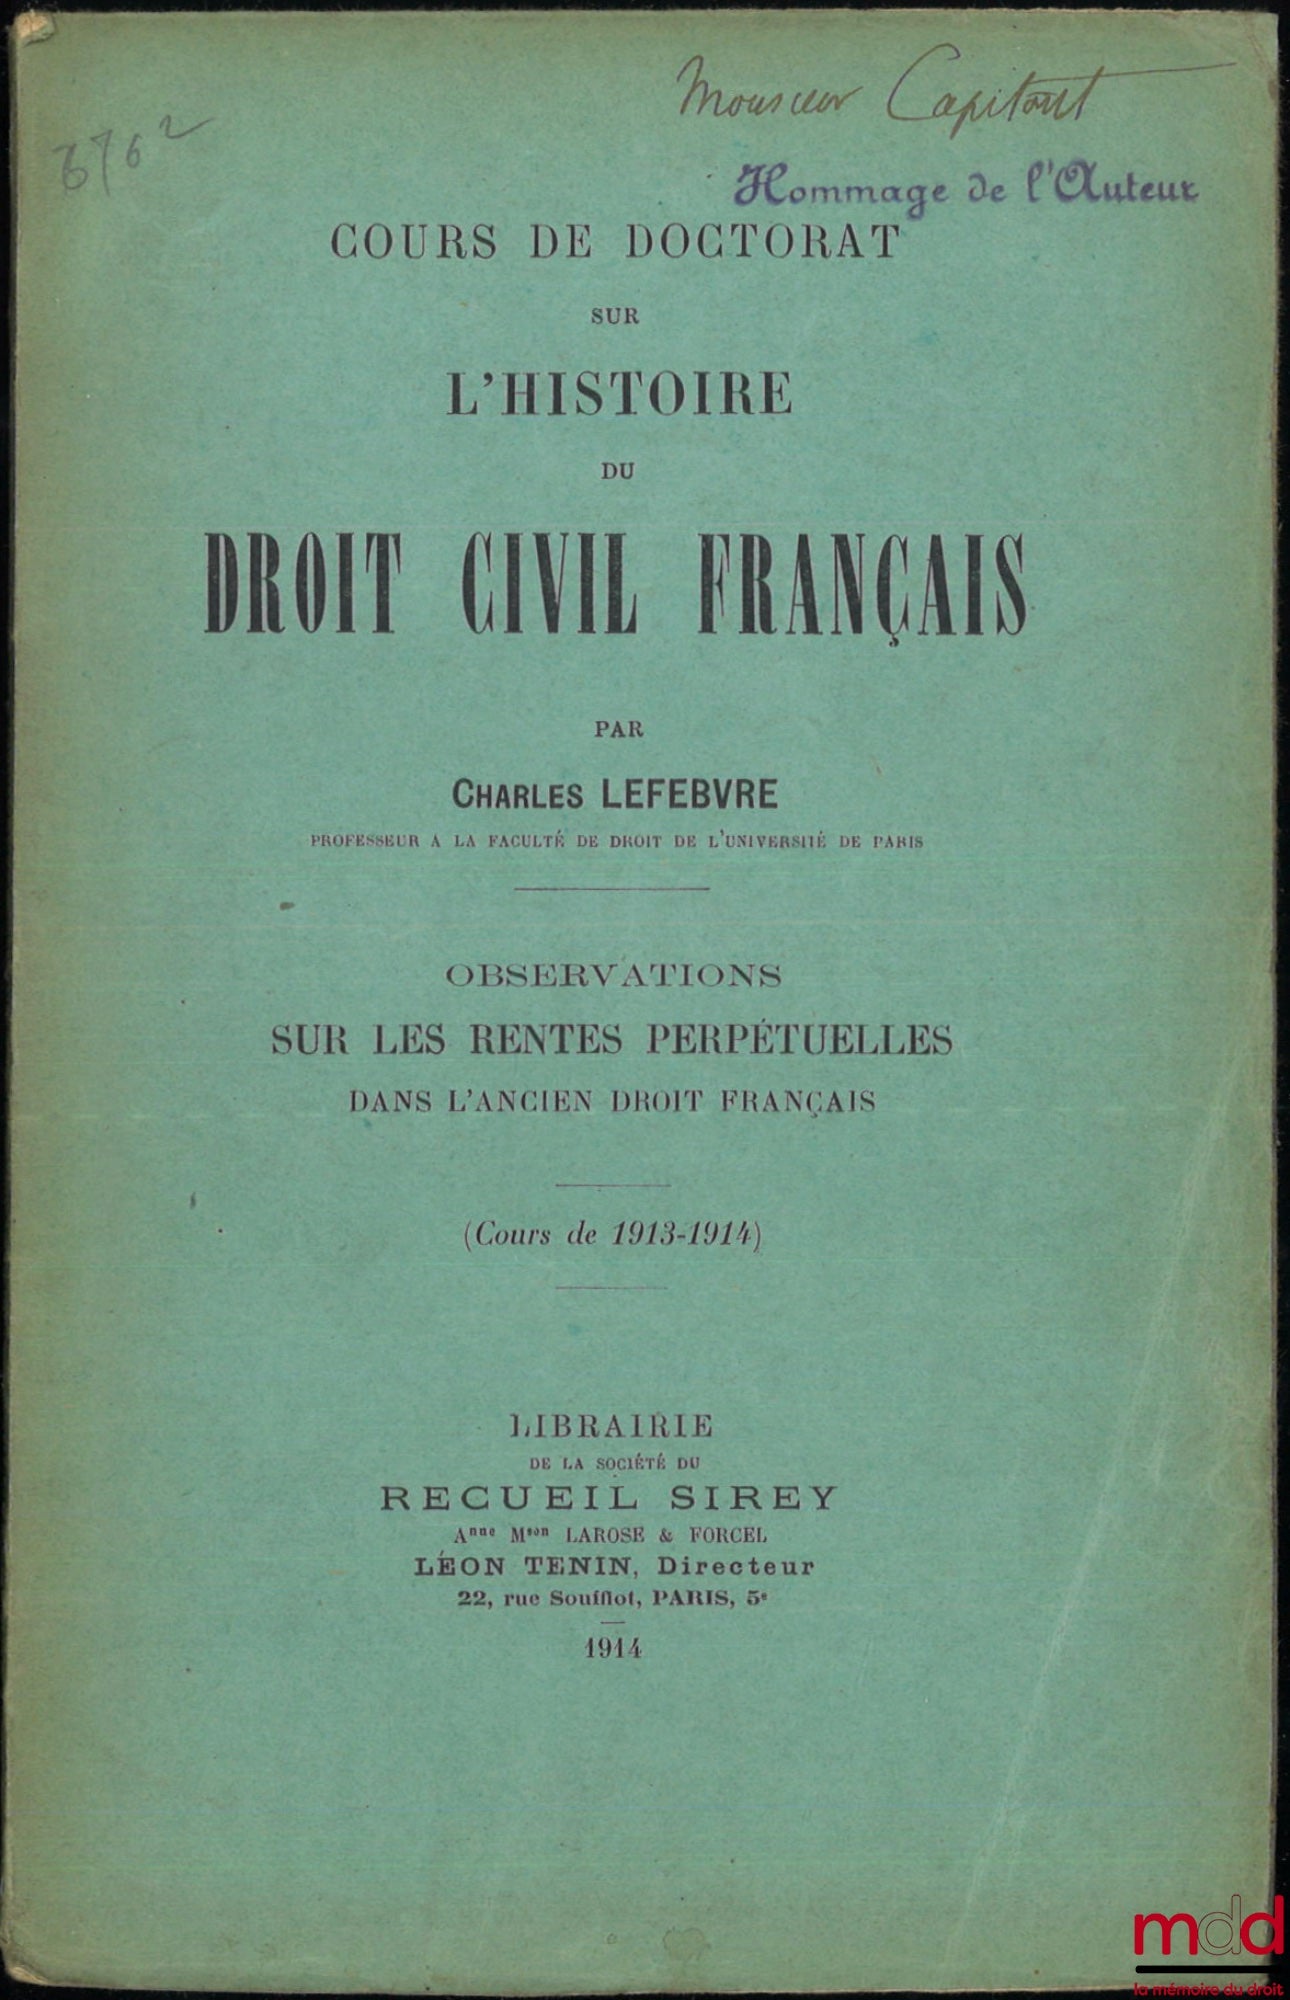 Monsieur Capitant
Hommage de l'Auteur
COURS DE DOCTORAT
SUR
L'HISTOIRE
DU
DROIT CIVIL FRANÇAIS
PAR
CHARLES LEFEBVRE
PROFESSEUR A LA FACULTÉ DE DROIT DE L'UNIVERSITÉ DE PARIS
OBSERVATIONS
SUR LES RENTES PERPÉTUELLES
DANS L'ANCIEN DROIT FRANÇAIS
(Cours de 1913-1914)
LIBRAIRIE
DE LA SOCIÉTÉ DU
RECUEIL SIREY
Anne Mson LAROSE & FORCEL
LÉON TENIN, Directeur
22, rue Soufflot, PARIS, 5e
1914
mdd
la mémoire du droit